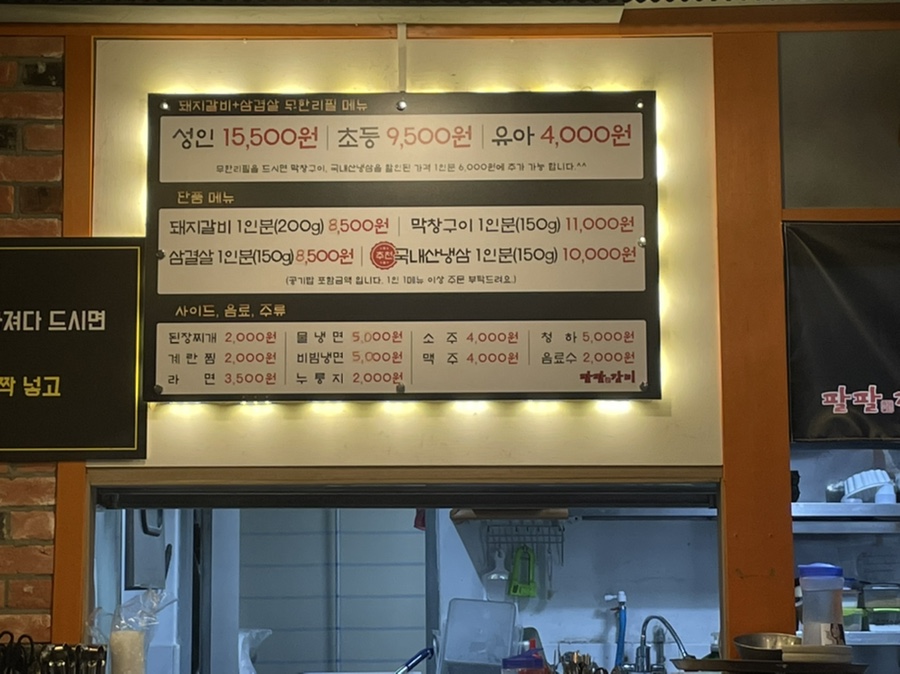 돼지갈비+삼겹살 무한리필 메뉴
성인 15,500원 초등 9,500원 유아 4,000원
무한리필을 드시면 막창구이, 국내산냉삼을 할인된 가격 1인분 6,000원에 추가 가능 합니다.^^
단품 메뉴
돼지갈비 1인분(200g) 8,500원 막창구이 1인분(150g) 11,000원
삼겹살 1인분(150g) 8,500원 추천 국내산냉삼 1인분(150g) 10,000원
(공기밥 포함금액 입니다. 1인 1메뉴 이상 주문 부탁드려요.)
사이드, 음료, 주류
된장찌개 2,000원 물냉면 5,000원 소주 4,000원 청하 5,000원
계란찜 2,000원 비빔냉면 5,000원 맥주 4,000원 음료수 2,000원
라면 3,500원 누룽지 2,000원 팔팔 갈비
가져다 드시면
짝 넣고
팔팔